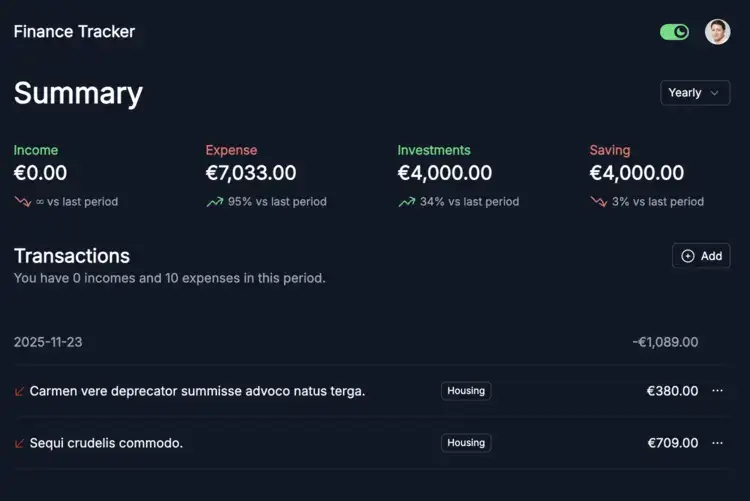 Finance Tracker
Summary
Yearly
Income
Expense
Investments
Saving
€0.00
€7,033.00
€4,000.00
€4,000.00
∞ vs last period
95% vs last period
34% vs last period
3% vs last period
Transactions
Add
You have 0 incomes and 10 expenses in this period.
2025-11-23
-€1,089.00
Carmen vere deprecator summisse advoco natus terga.
Housing
€380.00
Sequi crudelis commodo.
Housing
€709.00